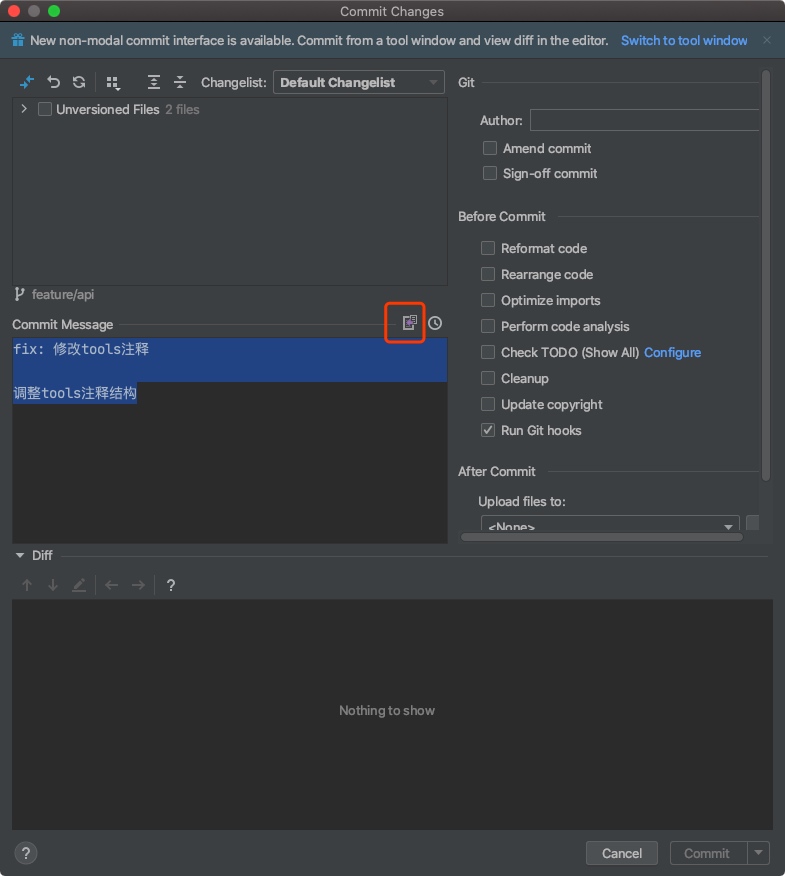 Commit Changes
New non-modal commit interface is available. Commit from a tool window and view diff in the editor. Switch to tool window
Changelist: Default Changelist
Unversioned Files 2 files
feature/api
Commit Message
fix: 修改tools注释
调整tools注释结构
Git
Author:
Amend commit
Sign-off commit
Before Commit
Reformat code
Rearrange code
Optimize imports
Perform code analysis
Check TODO (Show All) Configure
Cleanup
Update copyright
Run Git hooks
After Commit
Upload files to:
<None>
Diff
?
Nothing to show
?
Cancel
Commit